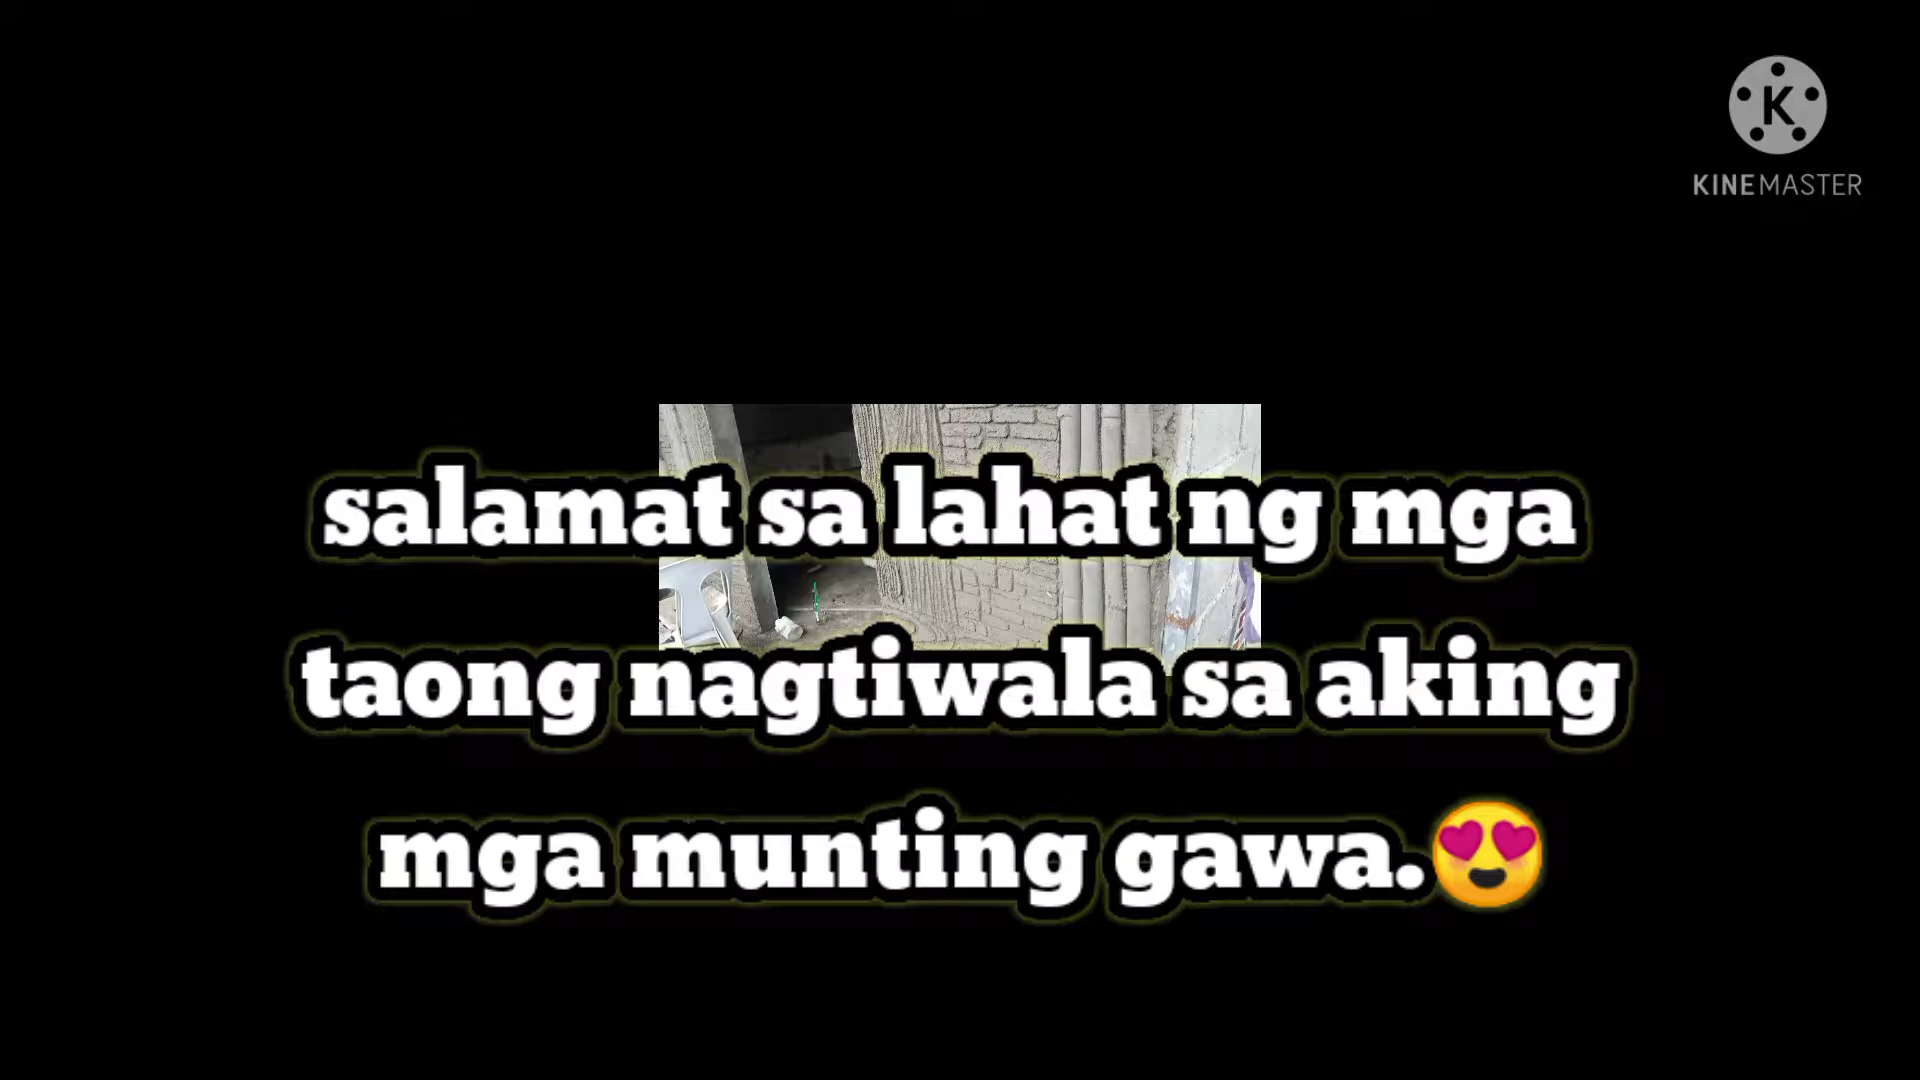 KINEMASTER
salamat sa lahat ng mga
taong nagtiwala sa aking
mga munting gawa.😍